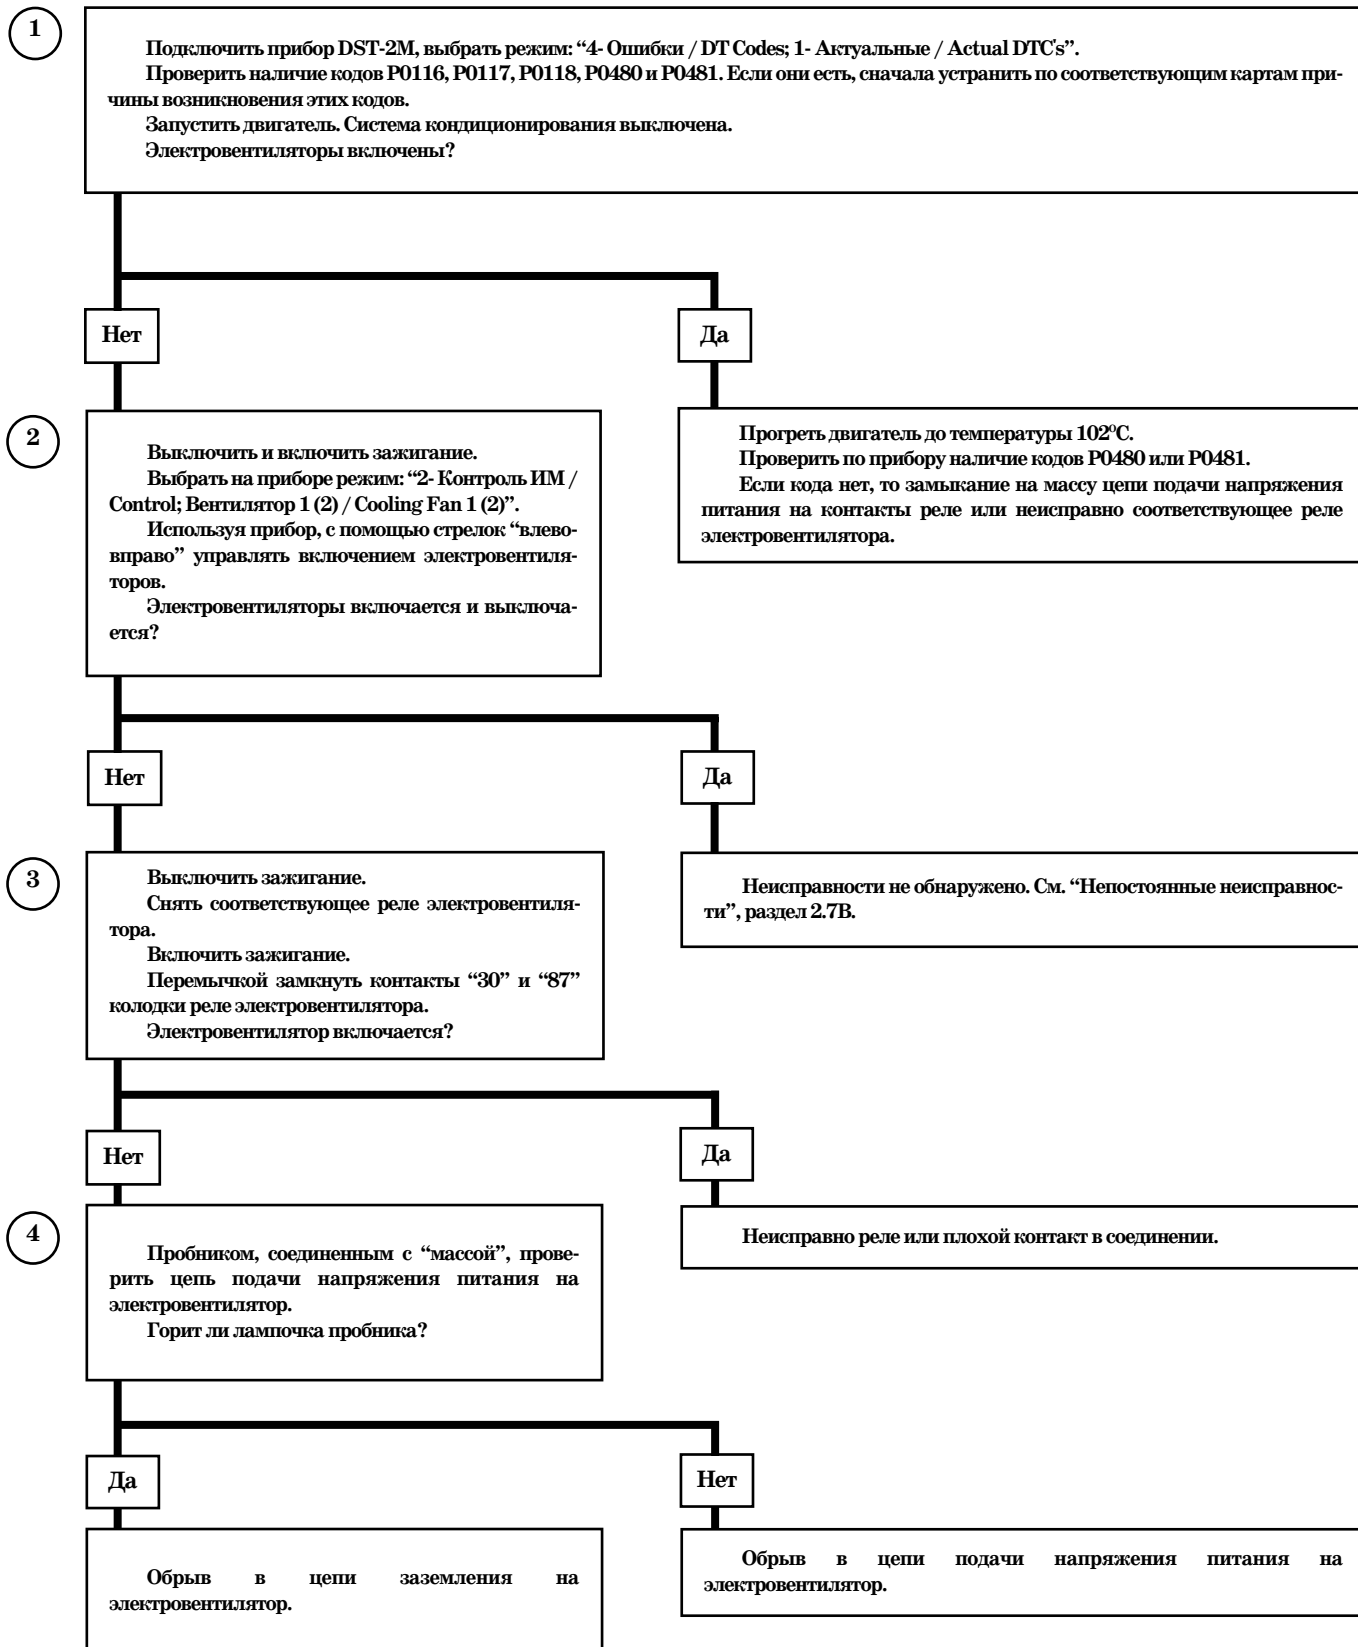 1
Подключить прибор DST-2M, выбрать режим: “4- Ошибки / DT Codes; 1- Актуальные / Actual DTC's”.
Проверить наличие кодов P0116, P0117, P0118, P0480 и P0481. Если они есть, сначала устранить по соответствующим картам при-
чины возникновения этих кодов.
Запустить двигатель. Система кондиционирования выключена.
Электровентиляторы включены?
Нет
Да
2
Выключить и включить зажигание.
Выбрать на приборе режим: “2- Контроль ИМ /
Control; Вентилятор 1 (2) / Cooling Fan 1 (2)”.
Используя прибор, с помощью стрелок “влево-
вправо” управлять включением электровентиля-
торов.
Электровентиляторы включается и выключа-
ется?
Прогреть двигатель до температуры 102°С.
Проверить по прибору наличие кодов P0480 или P0481.
Если кода нет, то замыкание на массу цепи подачи напряжения
питания на контакты реле или неисправно соответствующее реле
электровентилятора.
Нет
Да
3
Выключить зажигание.
Снять соответствующее реле электровентиля-
тора.
Включить зажигание.
Перемычкой замкнуть контакты “30” и “87”
колодки реле электровентилятора.
Электровентилятор включается?
Неисправности не обнаружено. См. “Непостоянные неисправнос-
ти”, раздел 2.7В.
Нет
Да
4
Пробником, соединенным с “массой”, прове-
рить цепь подачи напряжения питания на
электровентилятор.
Горит ли лампочка пробника?
Неисправно реле или плохой контакт в соединении.
Да
Нет
Обрыв в цепи заземления на
электровентилятор.
Обрыв в цепи подачи напряжения питания на
электровентилятор.